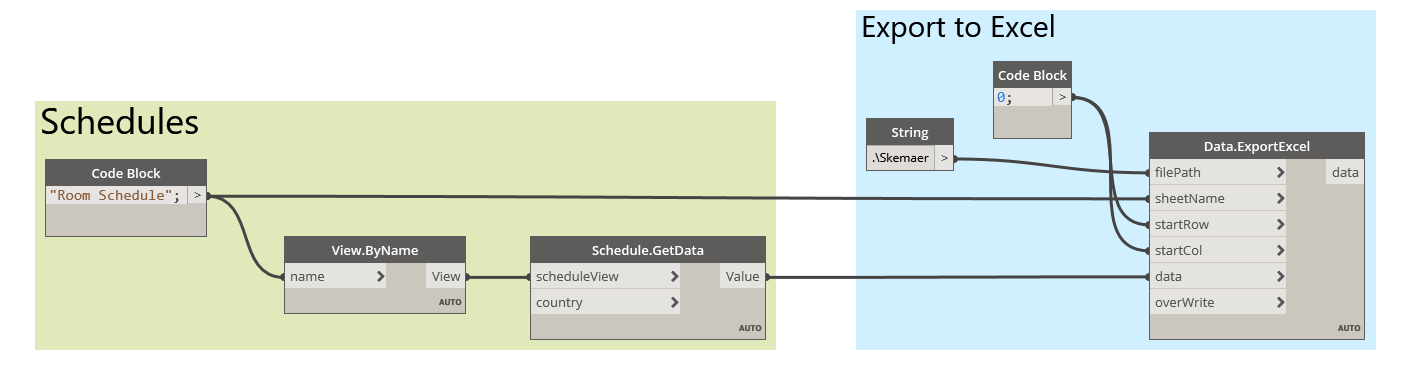 Schedules
Code Block
"Room Schedule"; >
View.ByName
name > View
AUTO
Schedule.GetData
scheduleView > Value
country >
AUTO
Export to Excel
Code Block
0; >
String
.\Skemaer >
Data.ExportExcel
filePath > data
sheetName >
startRow >
startCol >
data >
overWrite >
AUTO